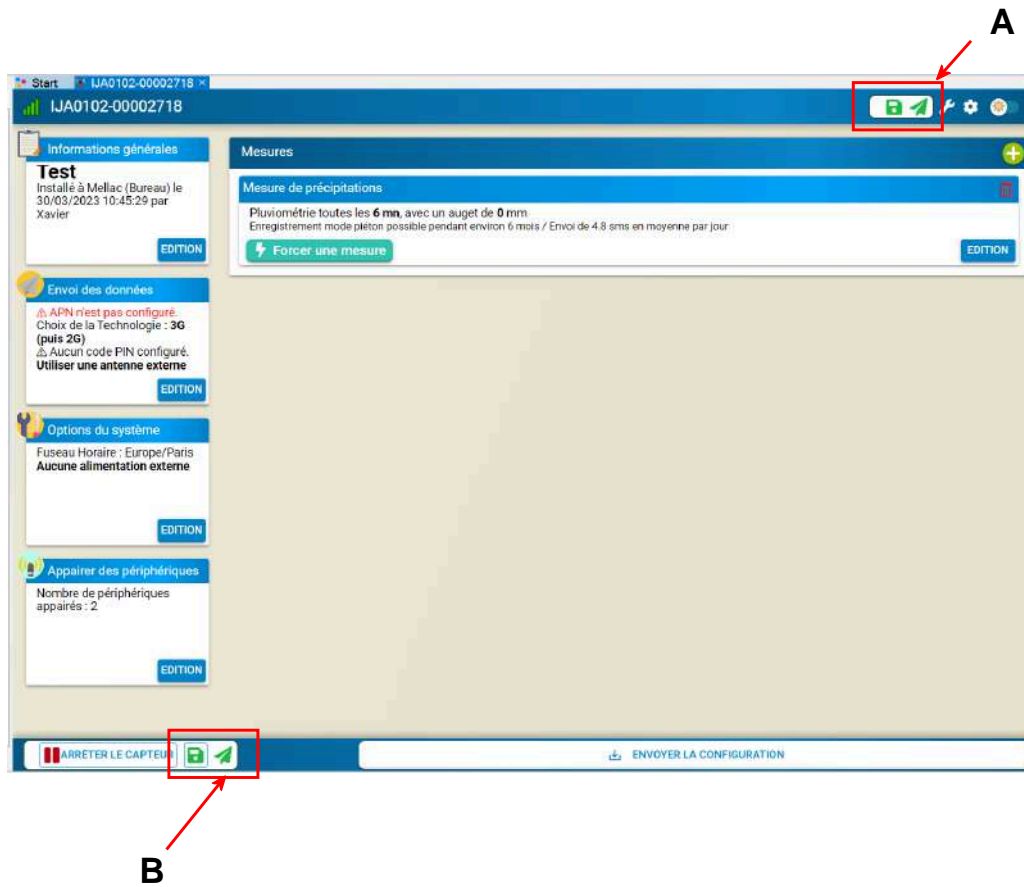 A
Start IJA0102-00002718 ×
IJA0102-00002718
Informations générales
Test
Installé à Mellac (Bureau) le
30/03/2023 10:45:29 par
Xavier
EDITION
Envoi des données
⚠ APN n'est pas configuré.
Choix de la Technologie : 3G
(puis 2G)
⚠ Aucun code PIN configuré.
Utiliser une antenne externe
EDITION
Options du système
Fuseau Horaire : Europe/Paris
Aucune alimentation externe
EDITION
Appairer des périphériques
Nombre de périphériques
appairés : 2
EDITION
Mesures
Mesure de précipitations
Pluviométrie toutes les 6 mn, avec un auget de 0 mm
Enregistrement mode piéton possible pendant environ 6 mois / Envoi de 4.8 sms en moyenne par jour
Forcer une mesure
EDITION
ARRÊTER LE CAPTEUR
ENVOYER LA CONFIGURATION
B